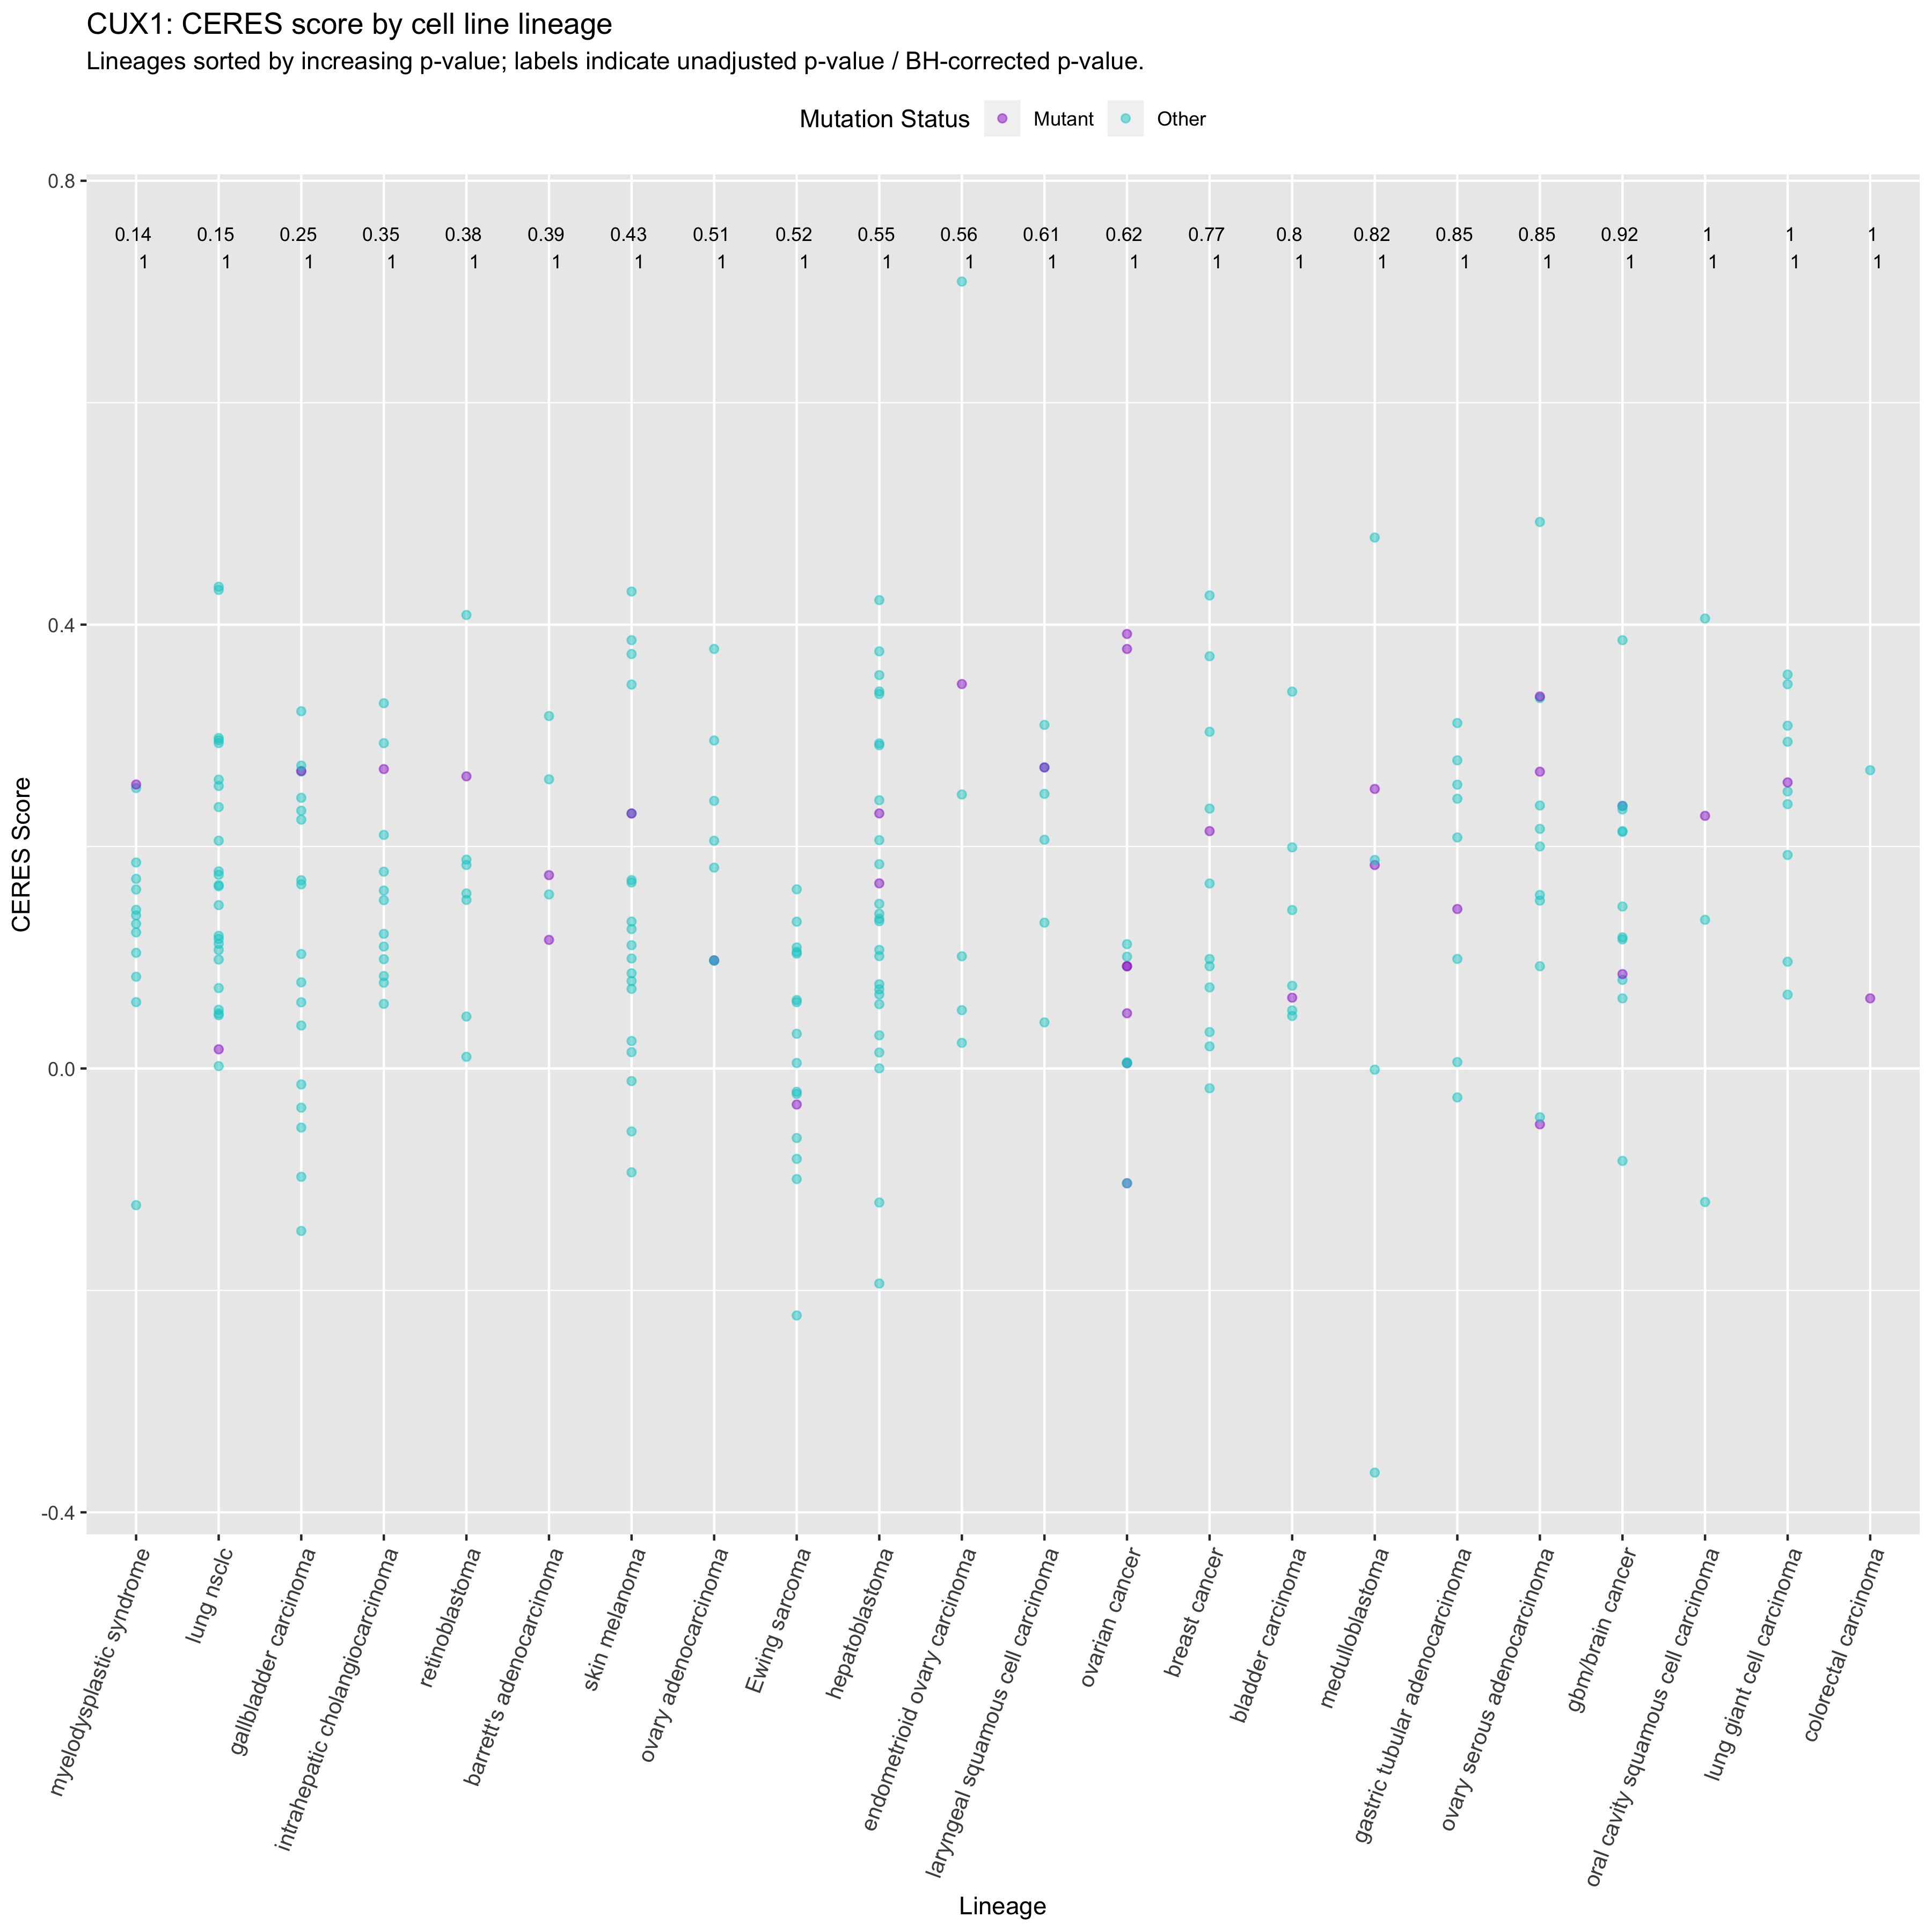 CUX1: CERES score by cell line lineage
Lineages sorted by increasing p-value; labels indicate unadjusted p-value / BH-corrected p-value.
Mutation Status Mutant Other
0.8
0.14 0.15 0.25 0.35 0.38 0.39 0.43 0.51 0.52 0.55 0.56 0.61 0.62 0.77 0.8 0.82 0.85 0.85 0.92 1 1 1
1 1 1 1 1 1 1 1 1 1 1 1 1 1 1 1 1 1 1 1 1 1
0.4
CERES Score
0.0
-0.4
myelodysplastic syndrome
lung nsclc
gallbladder carcinoma
intrahepatic cholangiocarcinoma
retinoblastoma
barrett's adenocarcinoma
skin melanoma
ovary adenocarcinoma
Ewing sarcoma
hepatoblastoma
endometrioid ovary carcinoma
laryngeal squamous cell carcinoma
ovarian cancer
breast cancer
bladder carcinoma
medulloblastoma
gastric tubular adenocarcinoma
ovary serous adenocarcinoma
gbm/brain cancer
oral cavity squamous cell carcinoma
lung giant cell carcinoma
colorectal carcinoma
Lineage